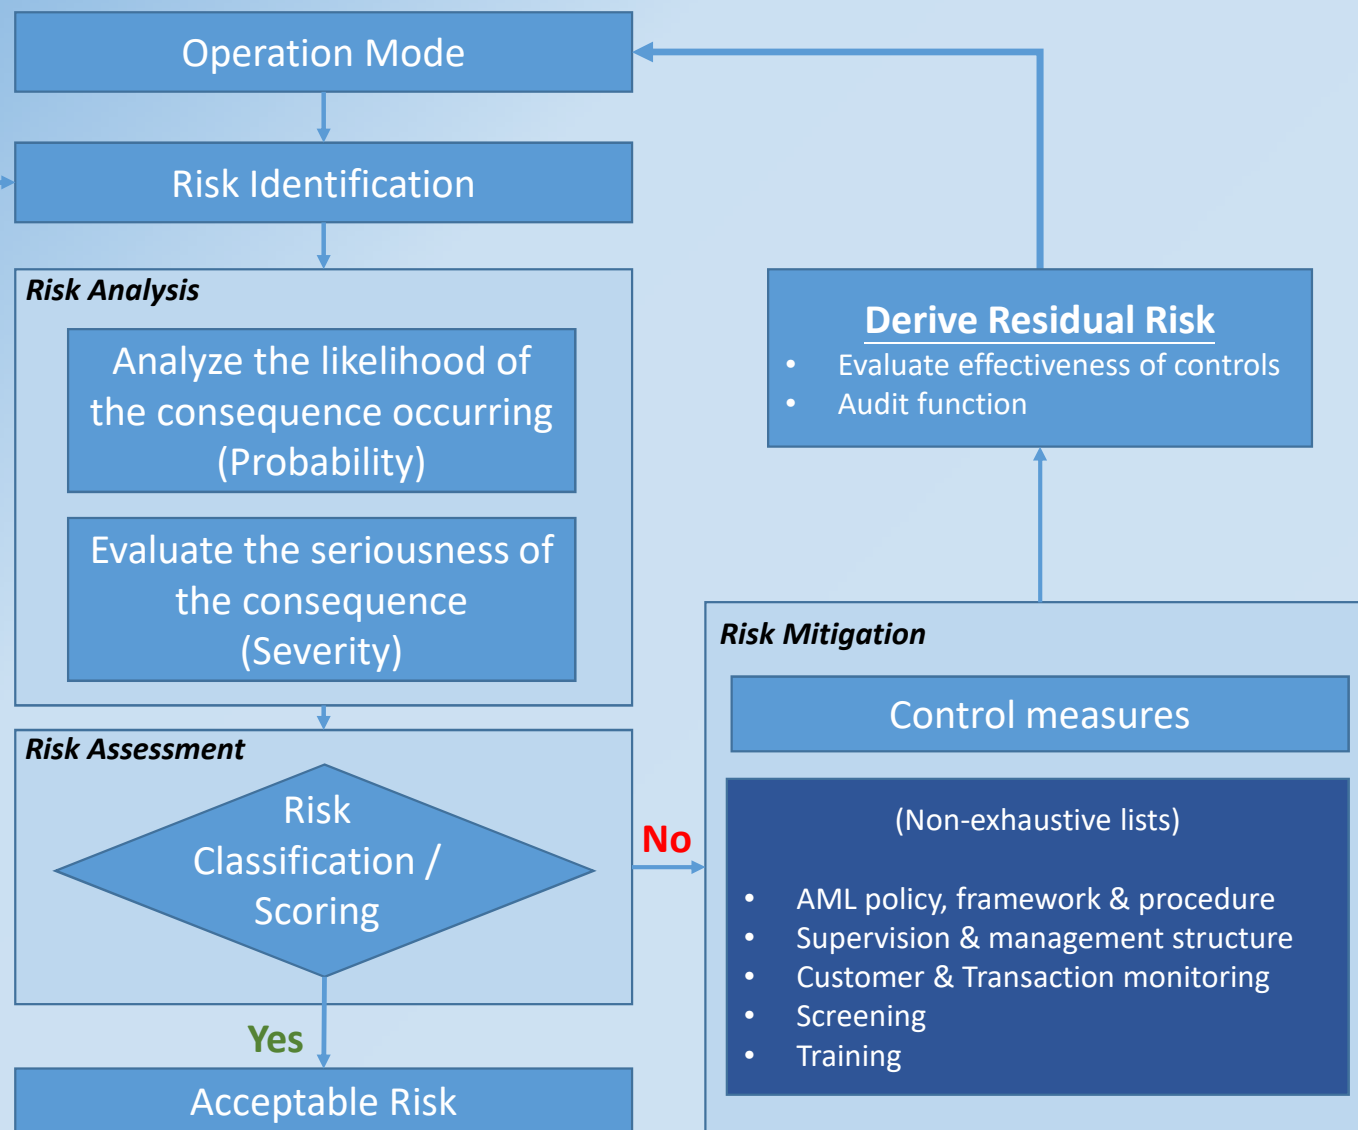 Operation Mode
Risk Identification
Risk Analysis
Analyze the likelihood of
the consequence occurring
(Probability)
Evaluate the seriousness of
the consequence
(Severity)
Risk Assessment
Risk
Classification /
Scoring
No
Yes
Acceptable Risk
Derive Residual Risk
• Evaluate effectiveness of controls
• Audit function
Risk Mitigation
Control measures
(Non-exhaustive lists)
• AML policy, framework & procedure
• Supervision & management structure
• Customer & Transaction monitoring
• Screening
• Training